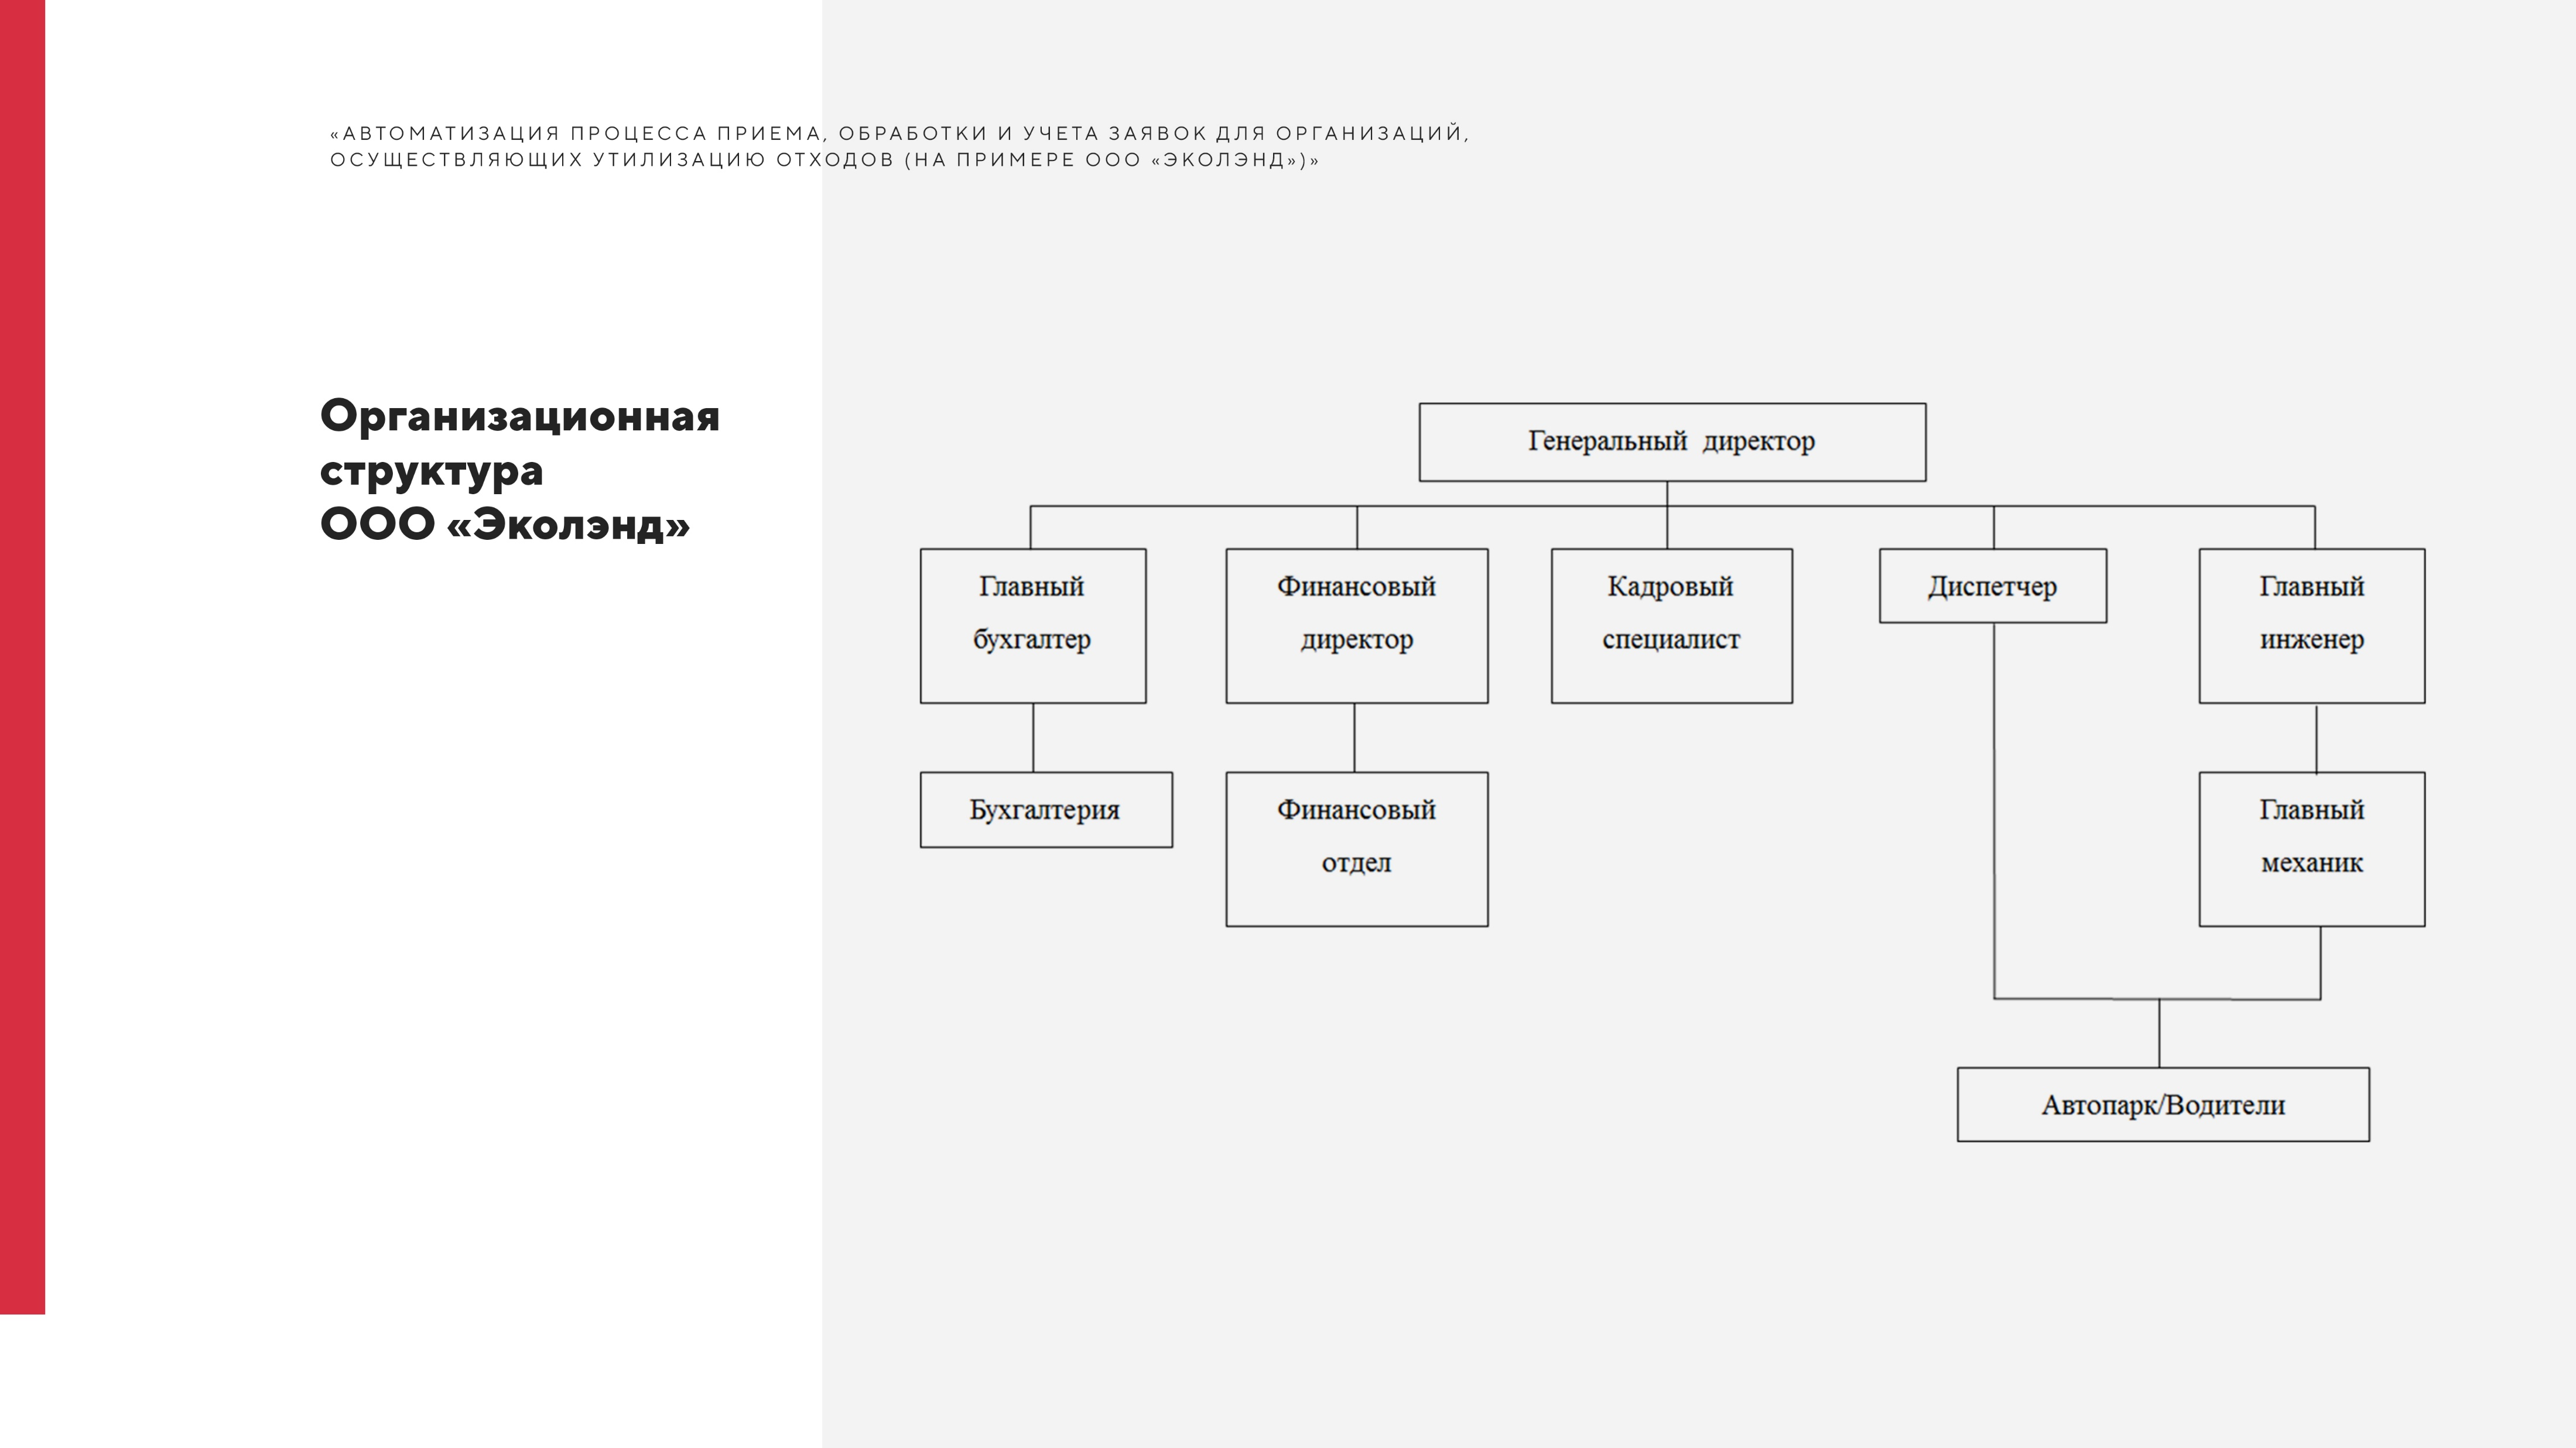 «АВТОМАТИЗАЦИЯ ПРОЦЕССА ПРИЕМА, ОБРАБОТКИ И УЧЕТА ЗАЯВОК ДЛЯ ОРГАНИЗАЦИЙ,
ОСУЩЕСТВЛЯЮЩИХ УТИЛИЗАЦИЮ ОТХОДОВ (НА ПРИМЕРЕ ООО «ЭКОЛЭНД»)»
Организационная
структура
ООО «Эколэнд»
Генеральный директор
Главный
бухгалтер
Финансовый
директор
Кадровый
специалист
Диспетчер
Главный
инженер
Бухгалтерия
Финансовый
отдел
Главный
механик
Автопарк/Водители